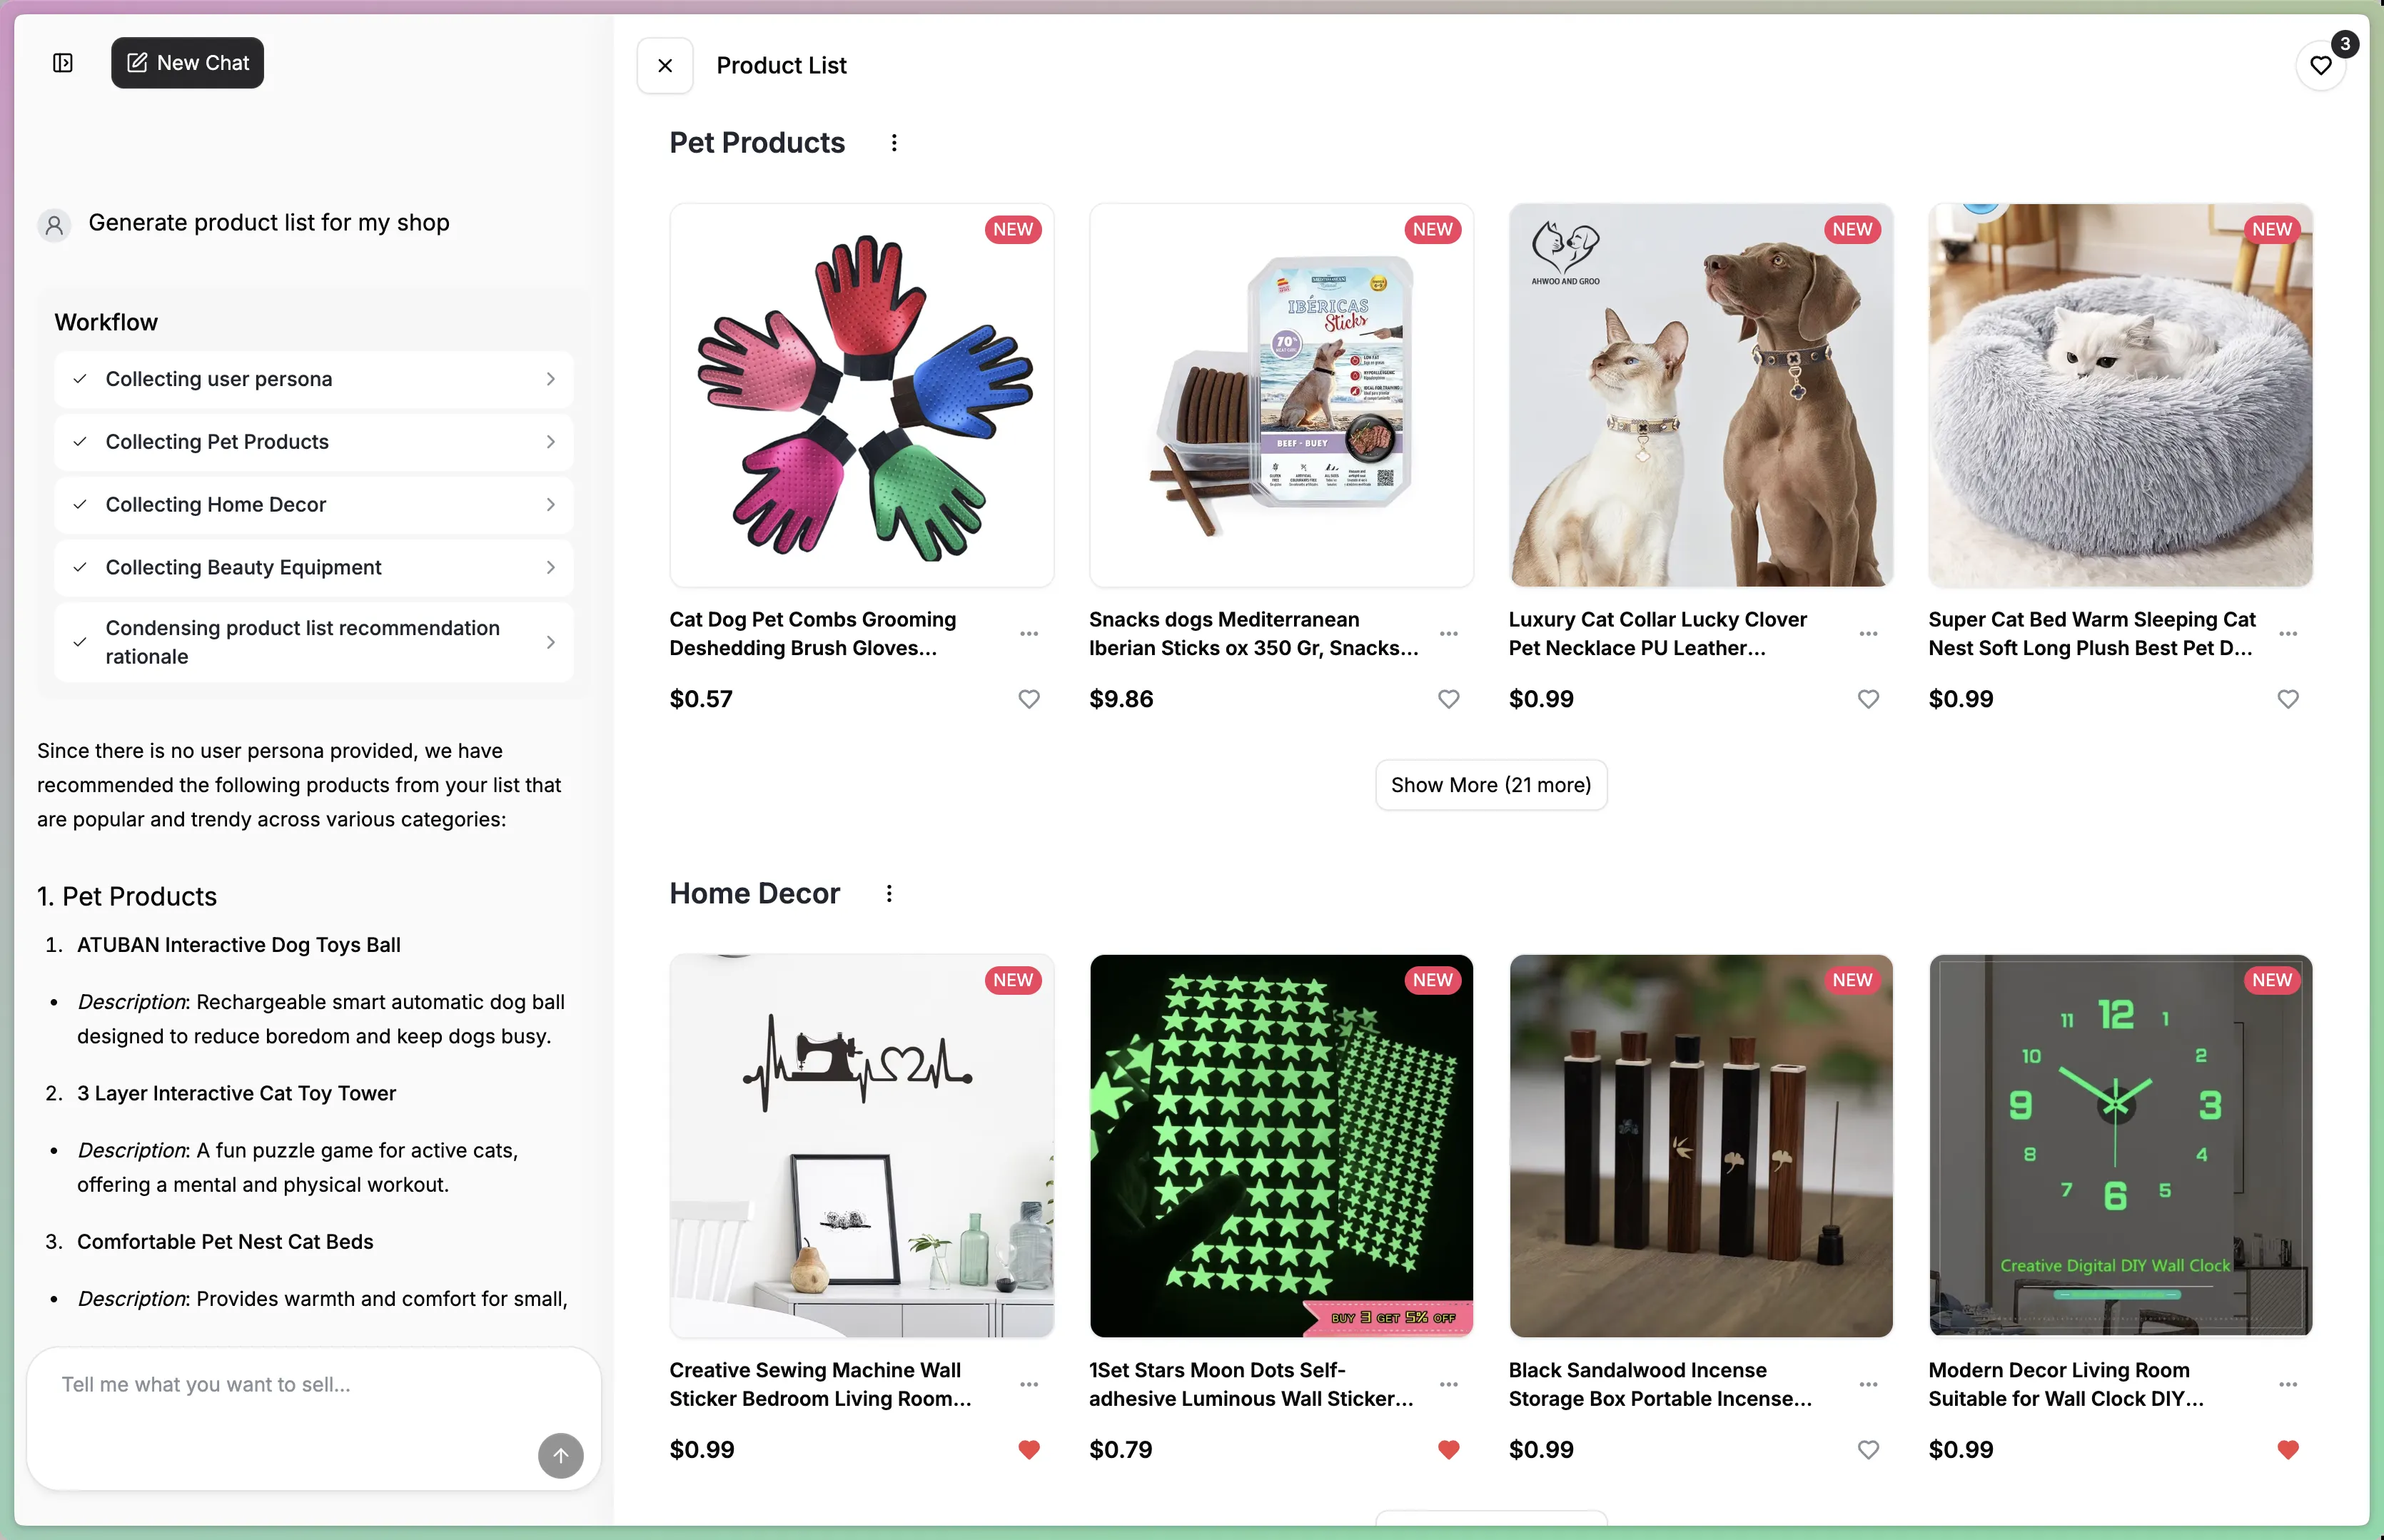 New Chat
Generate product list for my shop
Workflow
Collecting user persona
Collecting Pet Products
Collecting Home Decor
Collecting Beauty Equipment
Condensing product list recommendation
rationale
Since there is no user persona provided, we have
recommended the following products from your list that
are popular and trendy across various categories:
1. Pet Products
1. ATUBAN Interactive Dog Toys Ball
• Description: Rechargeable smart automatic dog ball
designed to reduce boredom and keep dogs busy.
2. 3 Layer Interactive Cat Toy Tower
• Description: A fun puzzle game for active cats,
offering a mental and physical workout.
3. Comfortable Pet Nest Cat Beds
• Description: Provides warmth and comfort for small,
Tell me what you want to sell...
Product List
3
Pet Products
NEW
NEW
IBÉRICAS
Sticks
70%
LOW FAT
HYPOALLERGENIC
IDEAL FOR TRAINING
BEEF - BUEY
AHWOO AND GROO
NEW
NEW
Cat Dog Pet Combs Grooming
Deshedding Brush Gloves...
$0.57
Snacks dogs Mediterranean
Iberian Sticks ox 350 Gr, Snacks...
$9.86
Luxury Cat Collar Lucky Clover
Pet Necklace PU Leather...
$0.99
Super Cat Bed Warm Sleeping Cat
Nest Soft Long Plush Best Pet D...
$0.99
Show More (21 more)
Home Decor
NEW
NEW
BUY 3 GET 5% OFF
NEW
NEW
12
11 1
10 2
9 3
8 4
7 5
6
Creative Digital DIY Wall Clock
Creative Sewing Machine Wall
Sticker Bedroom Living Room...
$0.99
1Set Stars Moon Dots Self-
adhesive Luminous Wall Sticker...
$0.79
Black Sandalwood Incense
Storage Box Portable Incense...
$0.99
Modern Decor Living Room
Suitable for Wall Clock DIY...
$0.99